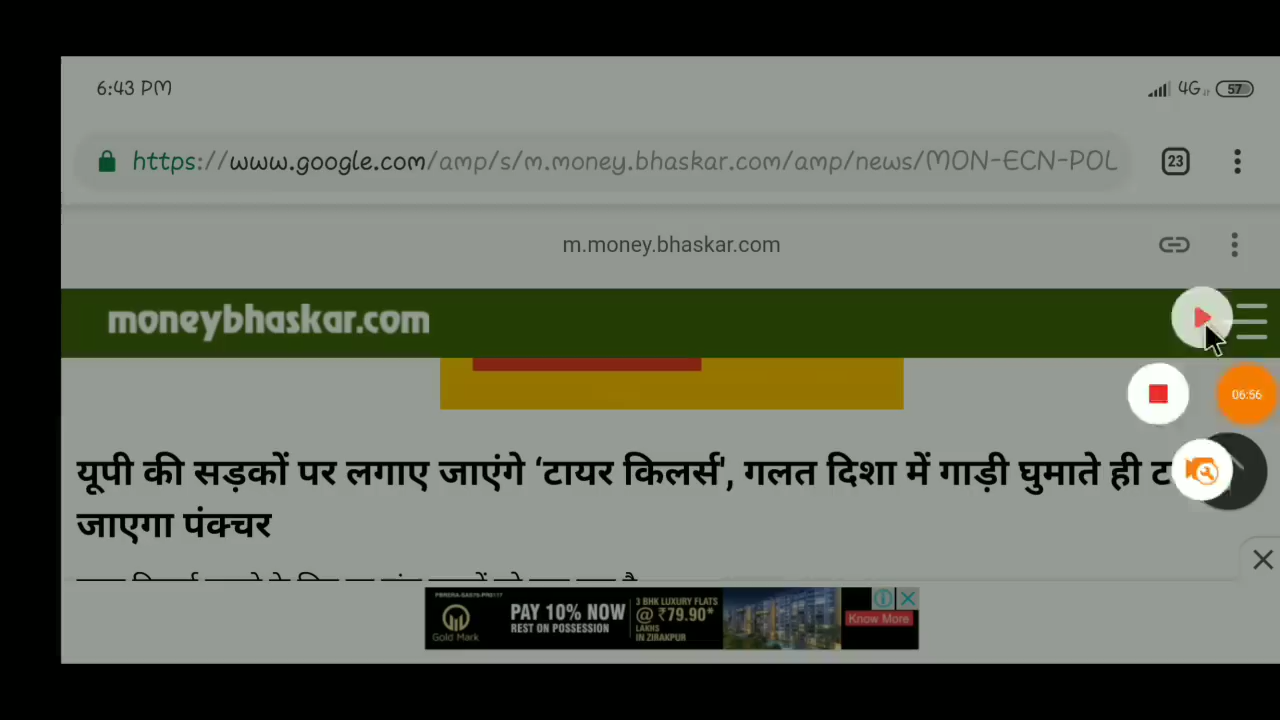 6:43 PM
4G 57
https://www.google.com/amp/s/m.money.bhaskar.com/amp/news/MON-ECN-POL
23
m.money.bhaskar.com
moneybhaskar.com
06:56
यूपी की सड़कों पर लगाए जाएंगे ‘टायर किलर्स', गलत दिशा में गाड़ी घुमाते ही
जाएगा पंक्चर
Gold Mark
PAY 10% NOW
REST ON POSSESSION
3 BHK LUXURY FLATS
@ ₹79.90*
LAKHS
IN ZIRAKPUR
Know More